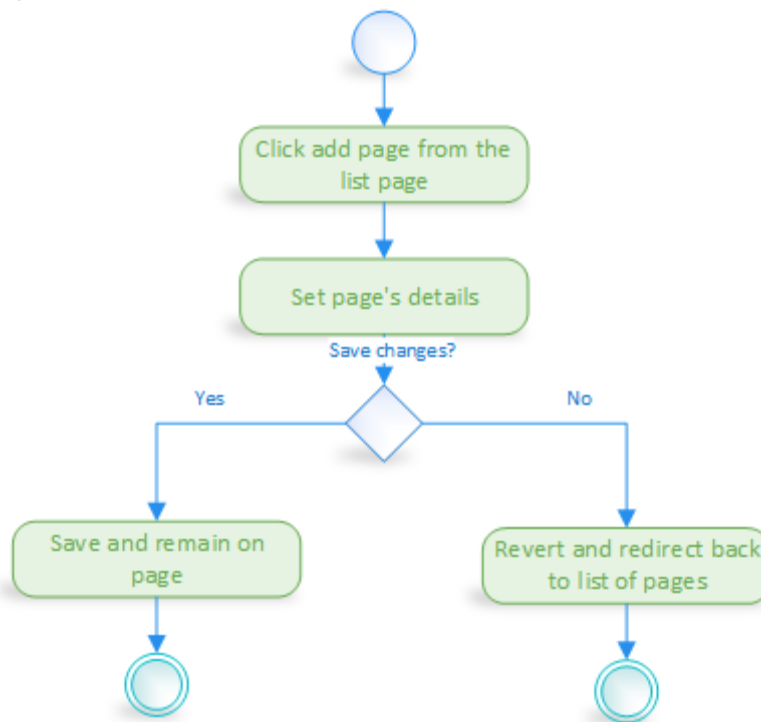 Click add page from the
list page
Set page's details
Save changes?
Yes
No
Save and remain on
page
Revert and redirect back
to list of pages